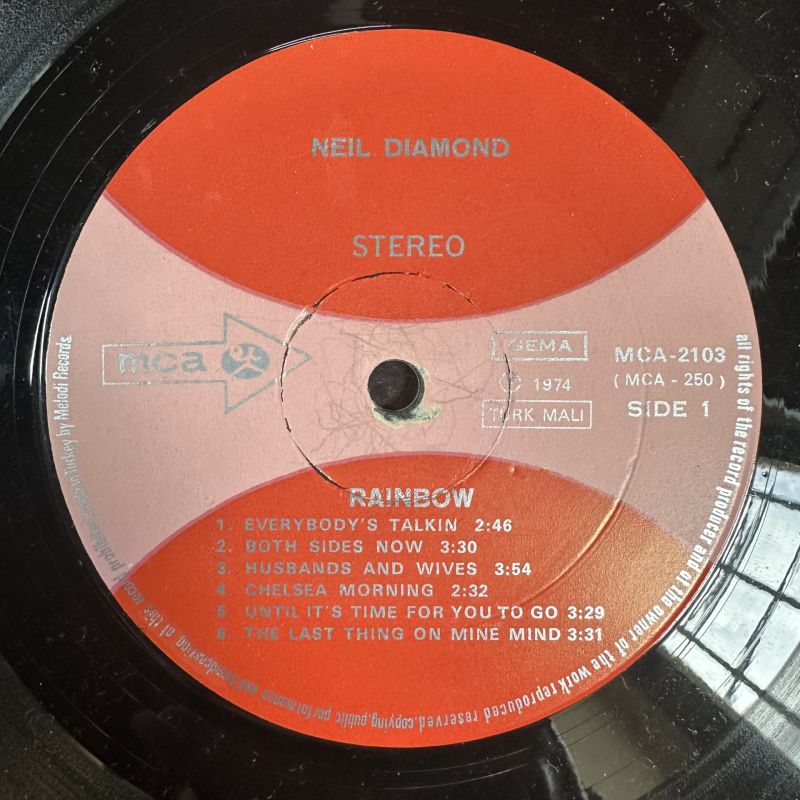 NEIL DIAMOND
STEREO
mca
GEMA
℗ 1974
TÜRK MALI
MCA-2103
(MCA - 250)
SIDE 1
RAINBOW
1. EVERYBODY'S TALKIN 2:46
2. BOTH SIDES NOW 3:30
3. HUSBANDS AND WIVES 3:54
4. CHELSEA MORNING 2:32
5. UNTIL IT'S TIME FOR YOU TO GO 3:29
6. THE LAST THING ON MINE MIND 3:31
all rights of the record producer and of the owner of the work reproduced reserved.copying,public performance and broadcasting of this record prohibited in Turkey by Melodi Records